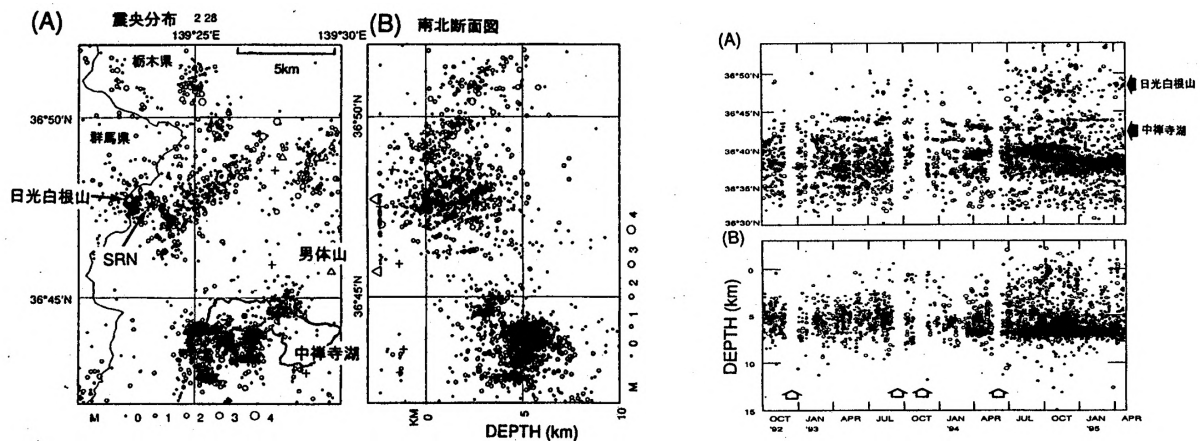 (A)
震央分布 2 28
139°25'E
139°30'E
栃木県
5km
36°50'N
群馬県
日光白根山
SRN
男体山
36°45'N
中禅寺湖
M
0 1 2 3 4
(B)
南北断面図
36°50'N
36°45'N
KM
0
5
10
DEPTH (km)
M 0 1 2 3 4
(A)
36°50'N
36°45'N
36°40'N
36°35'N
36°30'N
日光白根山
中禅寺湖
(B)
DEPTH (km)
0
5
10
15
OCT JAN APR JUL OCT JAN APR JUL OCT JAN APR
'92 '93 '94 '95